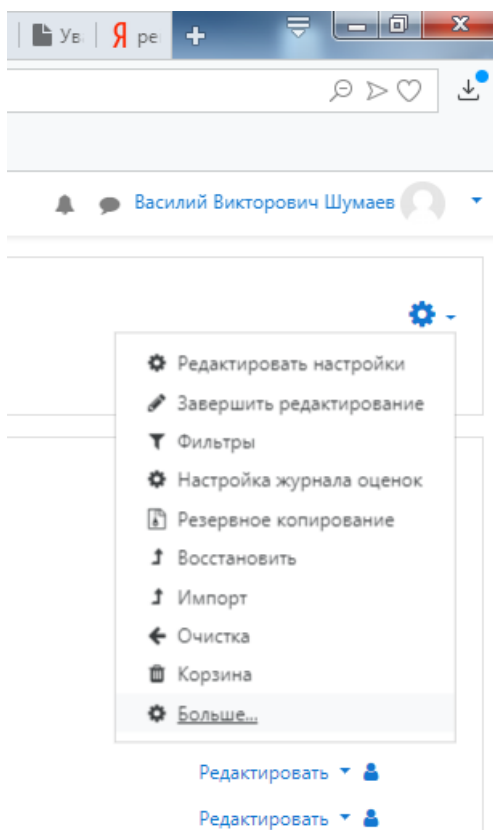 Ув
Я ре
Василий Викторович Шумаев
Редактировать настройки
Завершить редактирование
Фильтры
Настройка журнала оценок
Резервное копирование
Восстановить
Импорт
Очистка
Корзина
Больше...
Редактировать
Редактировать